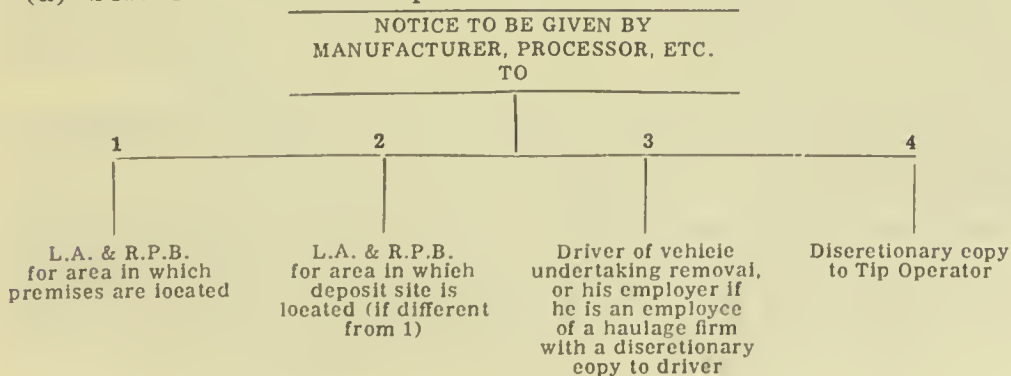 NOTICE TO BE GIVEN BY
MANUFACTURER, PROCESSOR, ETC.
TO
1 2 3 4
L.A. & R.P.B.
for area in which
premises are located
L.A. & R.P.B.
for area in which
deposit site is
located (if different
from 1)
Driver of vehicle
undertaking removal,
or his employer if
he is an employee
of a haulage firm
with a discretionary
copy to driver
Discretionary copy
to Tip Operator